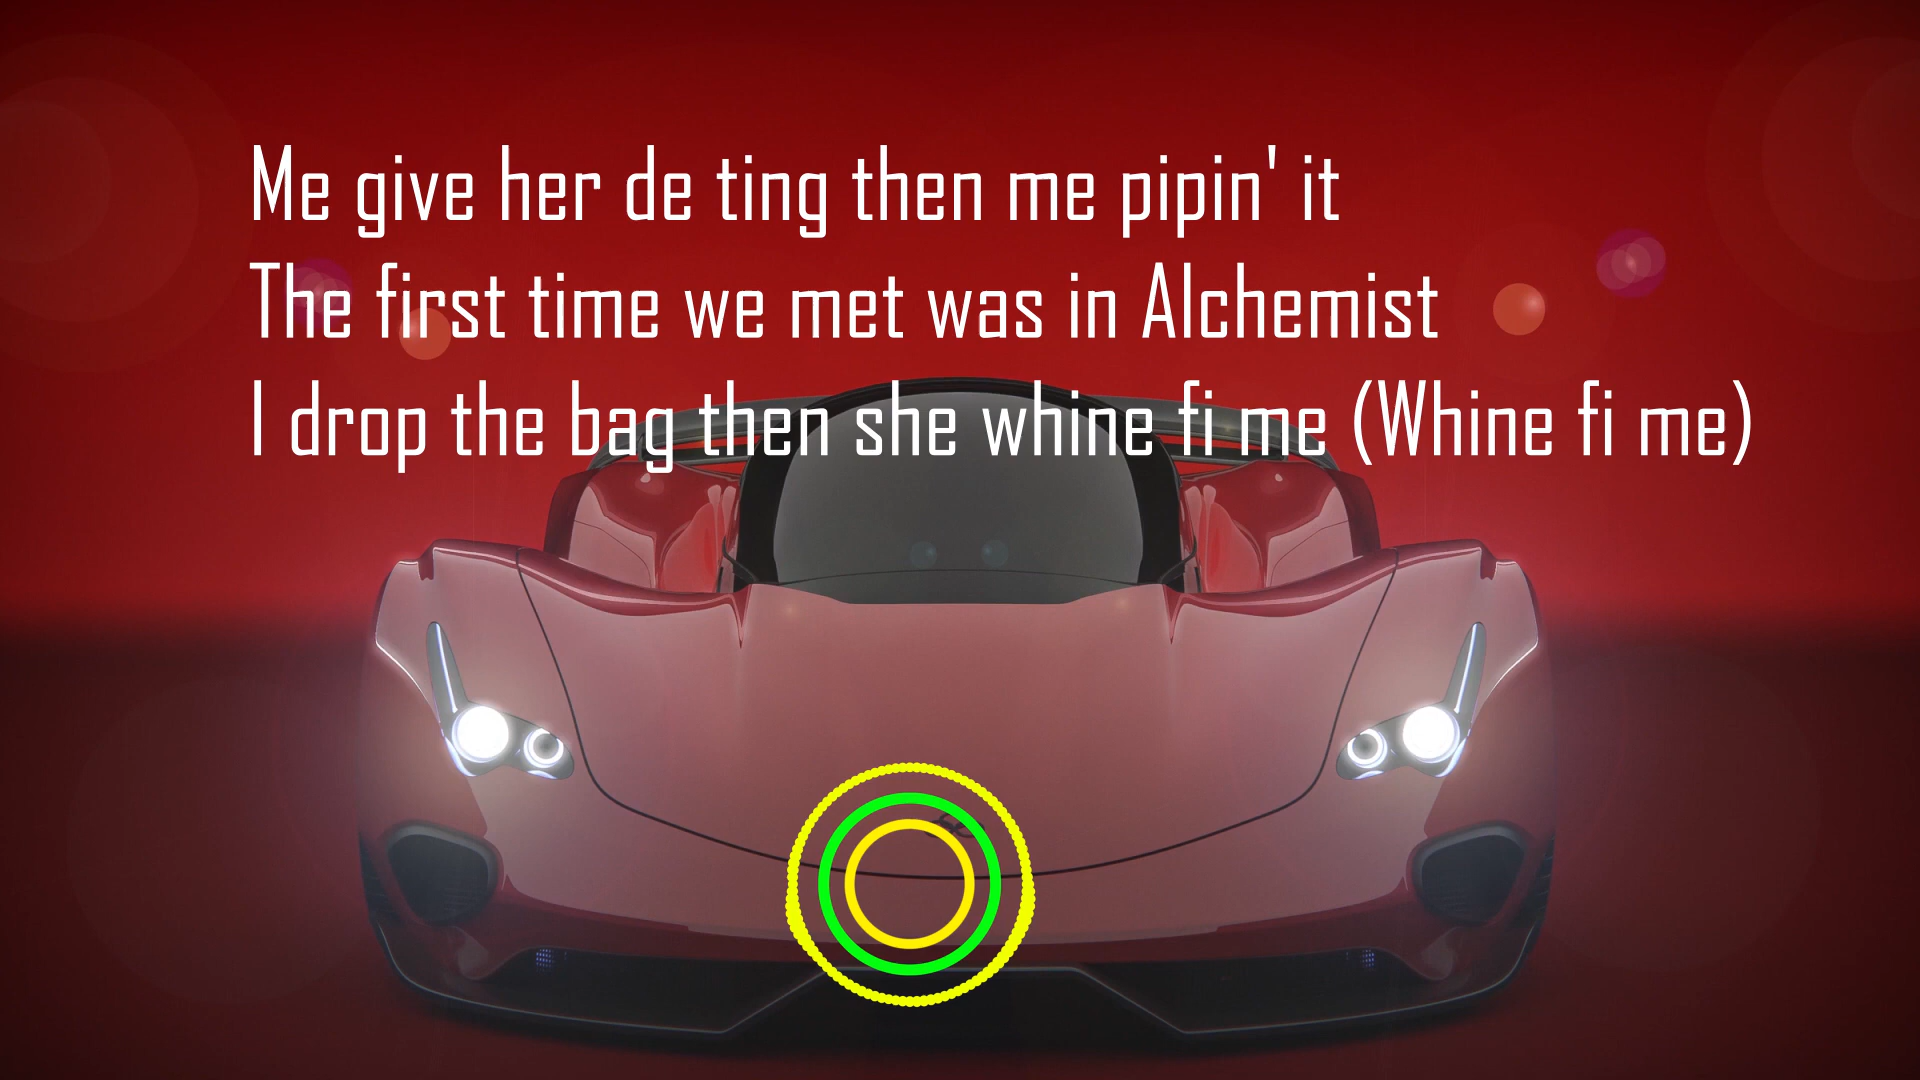 Me give her de ting then me pipin' it
The first time we met was in Alchemist
I drop the bag then she whine fi me (Whine fi me)